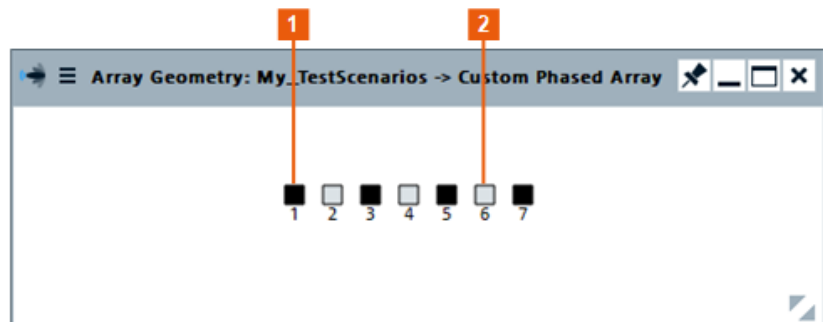 1 2
Array Geometry: My_TestScenarios -> Custom Phased Array
1 2 3 4 5 6 7